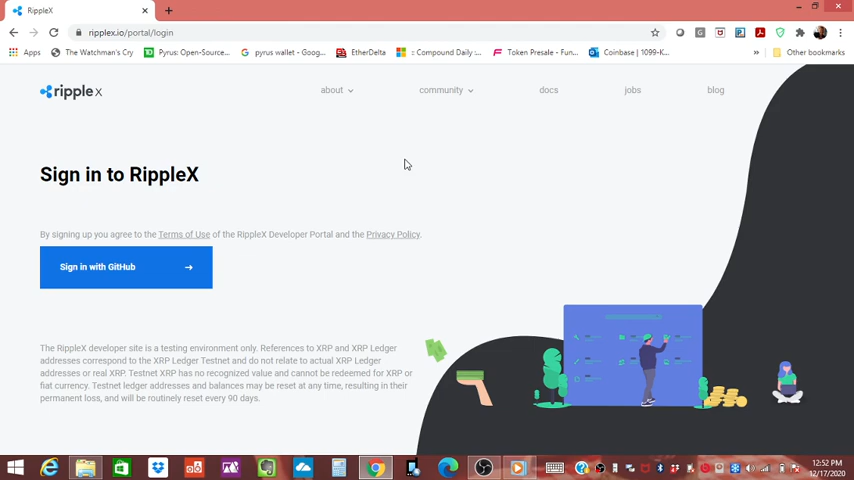 RippleX
ripplex.io/portal/login
Apps
The Watchman's Cry
Pyrus: Open-Source...
pyrus wallet - Goog...
EtherDelta
:: Compound Daily :...
Token Presale - Fun...
Coinbase | 1099-K...
»
Other bookmarks
ripplex
about
community
docs
jobs
blog
Sign in to RippleX
By signing up you agree to the Terms of Use of the RippleX Developer Portal and the Privacy Policy.
Sign in with GitHub →
The RippleX developer site is a testing environment only. References to XRP and XRP Ledger
addresses correspond to the XRP Ledger Testnet and do not relate to actual XRP Ledger
addresses or real XRP. Testnet XRP has no recognized value and cannot be redeemed for XRP or
fiat currency. Testnet ledger addresses and balances may be reset at any time, resulting in their
permanent loss, and will be routinely reset every 90 days.
12:52 PM
12/17/2020